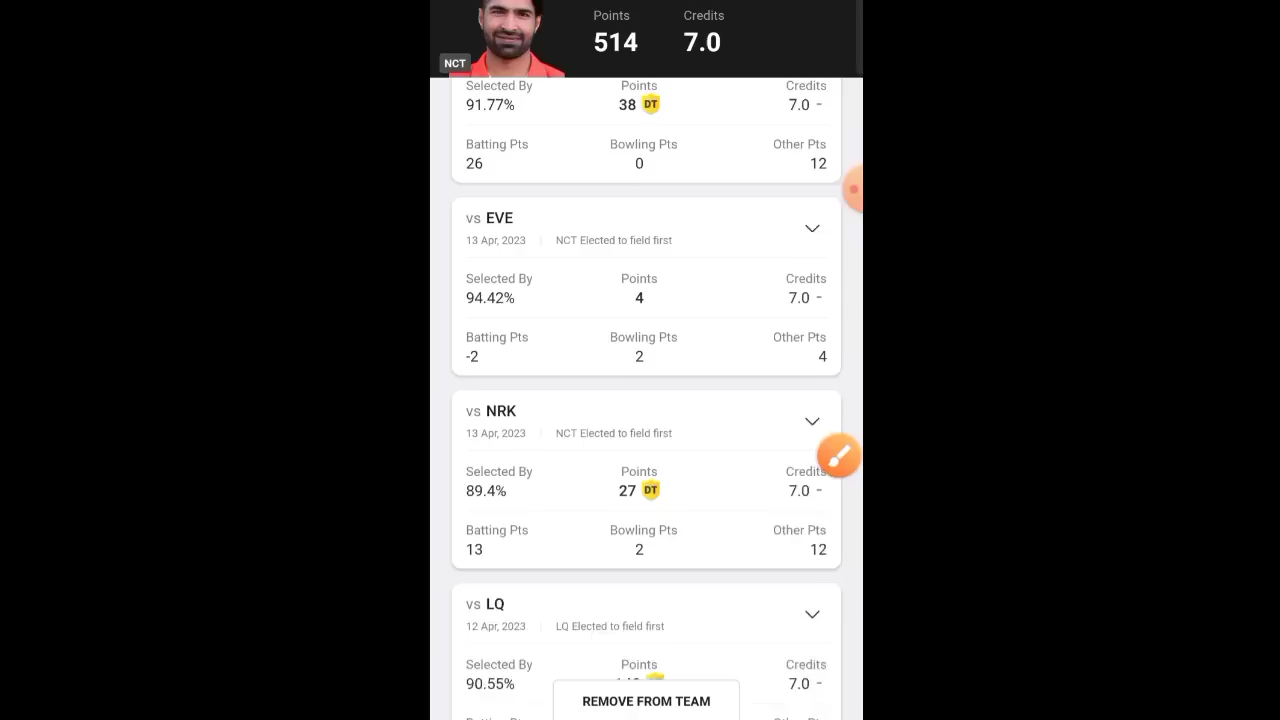 Points Credits
514 7.0
NCT
Selected By Points Credits
91.77% 38 DT 7.0 -
Batting Pts Bowling Pts Other Pts
26 0 12
vs EVE
13 Apr, 2023 | NCT Elected to field first
Selected By Points Credits
94.42% 4 7.0 -
Batting Pts Bowling Pts Other Pts
-2 2 4
vs NRK
13 Apr, 2023 | NCT Elected to field first
Selected By Points Credits
89.4% 27 DT 7.0 -
Batting Pts Bowling Pts Other Pts
13 2 12
vs LQ
12 Apr, 2023 | LQ Elected to field first
Selected By Points Credits
90.55% 7.0 -
REMOVE FROM TEAM